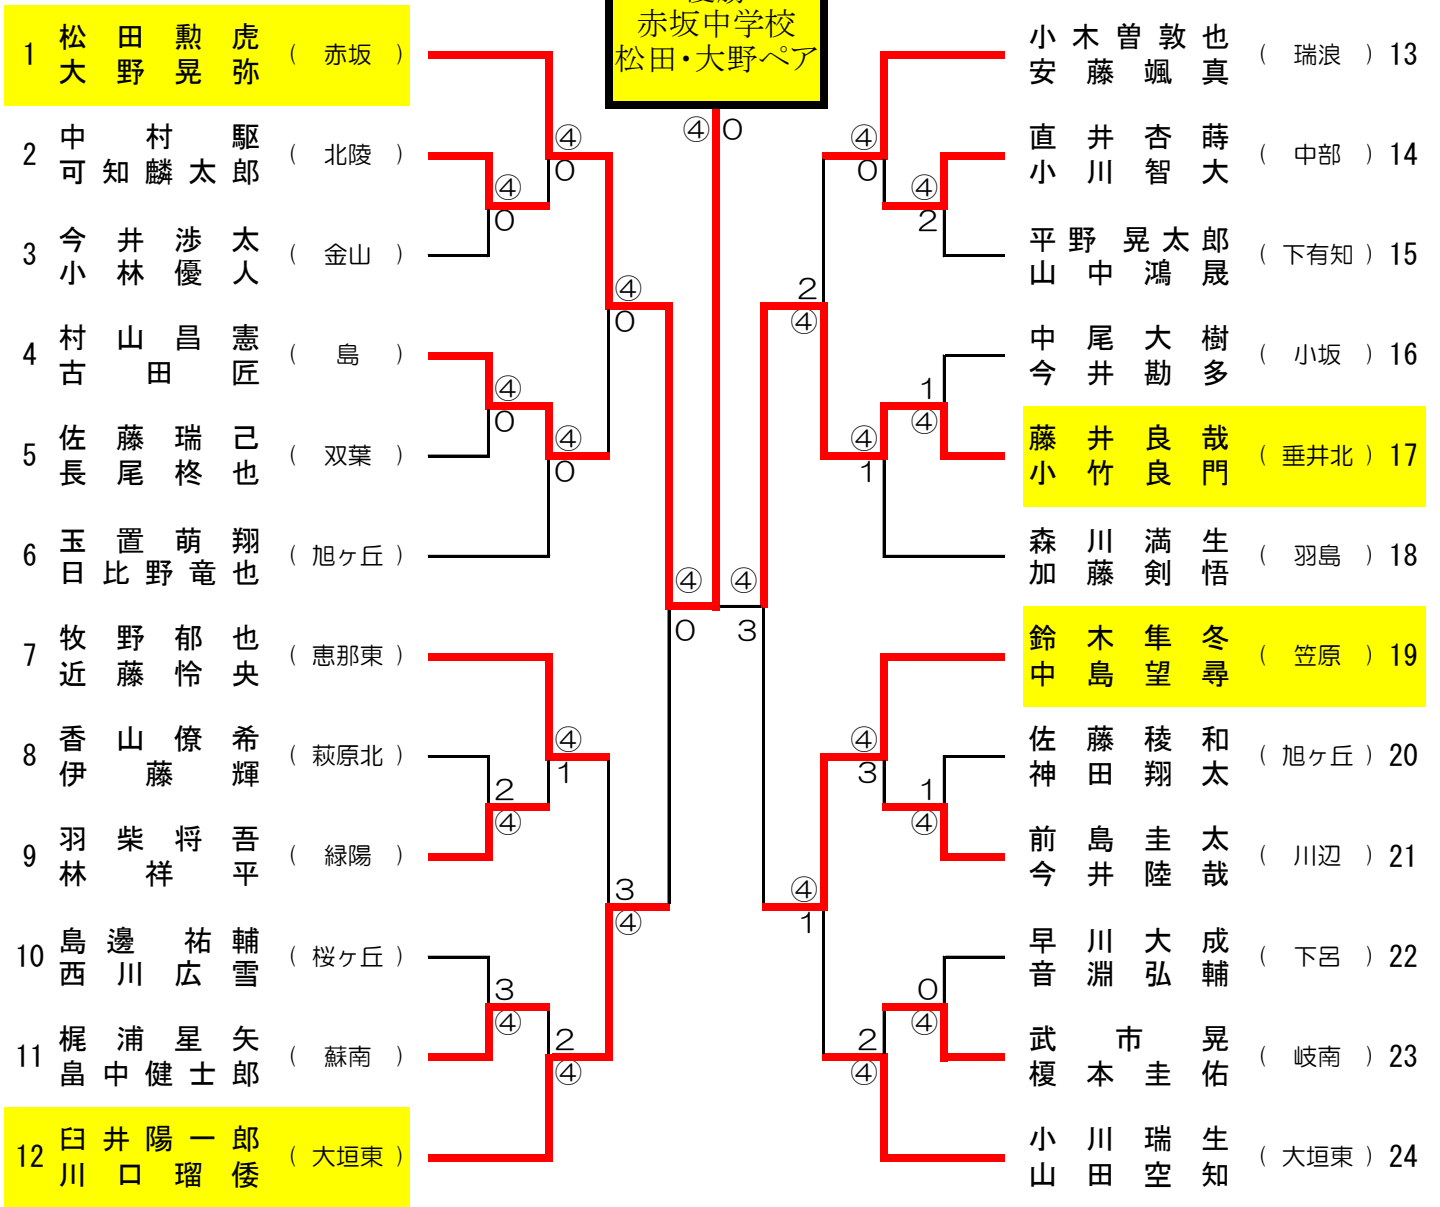 優勝
赤坂中学校
松田・大野ペア
④ 0
1 松田勲虎 ( 赤坂 )
大野晃弥
2 中村駆 ( 北陵 )
可知麟太郎
3 今井渉太 ( 金山 )
小林優人
4 村山昌憲 ( 島 )
古田匠
5 佐藤瑞己 ( 双葉 )
長尾柊也
6 玉置萌翔 ( 旭ヶ丘 )
日比野竜也
7 牧野郁也 ( 恵那東 )
近藤怜央
8 香山僚希 ( 萩原北 )
伊藤輝
9 羽柴将吾 ( 緑陽 )
林祥平
10 島邊祐輔 ( 桜ヶ丘 )
西川広雪
11 梶浦星矢 ( 蘇南 )
畠中健士郎
12 臼井陽一郎 ( 大垣東 )
川口瑠倭
④
0
④
0
④
0
④
0
④
0
④
1
2
④
3
④
3
④
2
④
④
0
④
3
小木曽敦也 ( 瑞浪 ) 13
安藤颯真
直井杏蒔 ( 中部 ) 14
小川智大
平野晃太郎 ( 下有知 ) 15
山中鴻晟
中尾大樹 ( 小坂 ) 16
今井勘多
藤井良哉 ( 垂井北 ) 17
小竹良門
森川満生 ( 羽島 ) 18
加藤剣悟
鈴木隼冬 ( 笠原 ) 19
中島望尋
佐藤稜和 ( 旭ヶ丘 ) 20
神田翔太
前島圭太 ( 川辺 ) 21
今井陸哉
早川大成 ( 下呂 ) 22
音淵弘輔
武市晃 ( 岐南 ) 23
榎本圭佑
小川瑞生 ( 大垣東 ) 24
山田空知
④
0
④
2
2
④
1
④
④
1
④
3
1
④
④
1
0
④
2
④